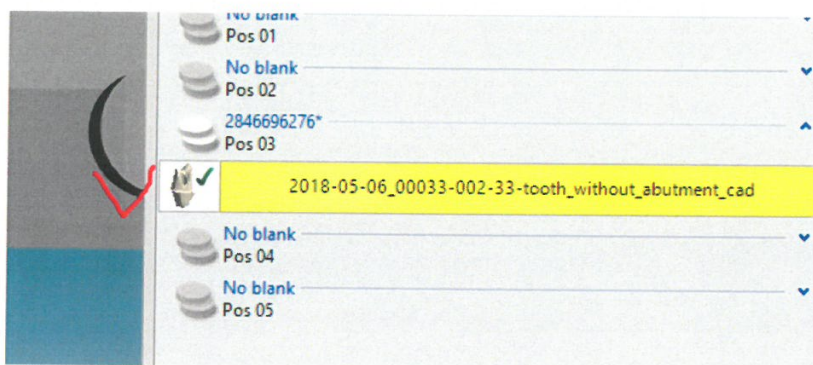 No blank
Pos 01
No blank
Pos 02
2846696276*
Pos 03
2018-05-06_00033-002-33-tooth_without_abutment_cad
No blank
Pos 04
No blank
Pos 05